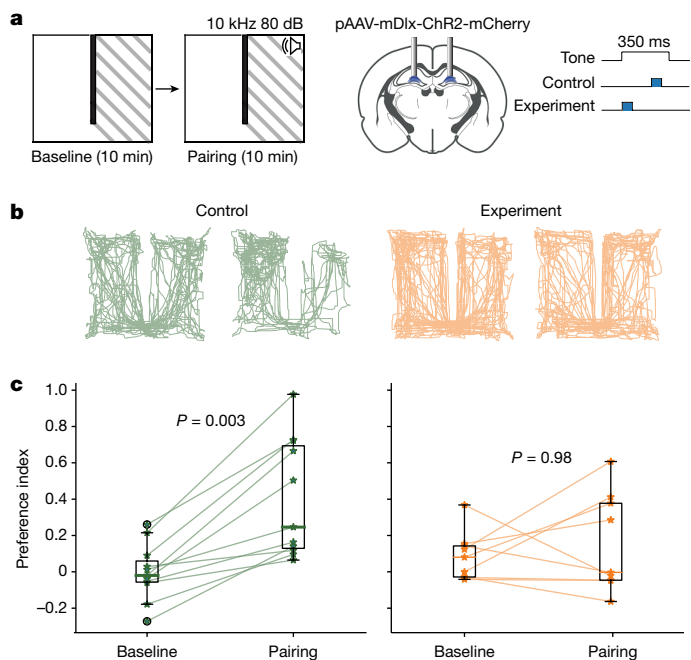 a
10 kHz 80 dB
Baseline (10 min)
Pairing (10 min)
pAAV-mDlx-ChR2-mCherry
350 ms
Tone
Control
Experiment
b
Control
Experiment
c
Preference index
1.0
0.8
0.6
0.4
0.2
0
–0.2
P = 0.003
Baseline
Pairing
P = 0.98
Baseline
Pairing